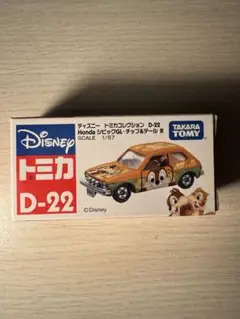 Disney
トミカ
D-22
ディズニー トミカコレクション D-22
Honda シビックGL・チップ&デール R
SCALE 1/57
TAKARA
TOMY
©Disney